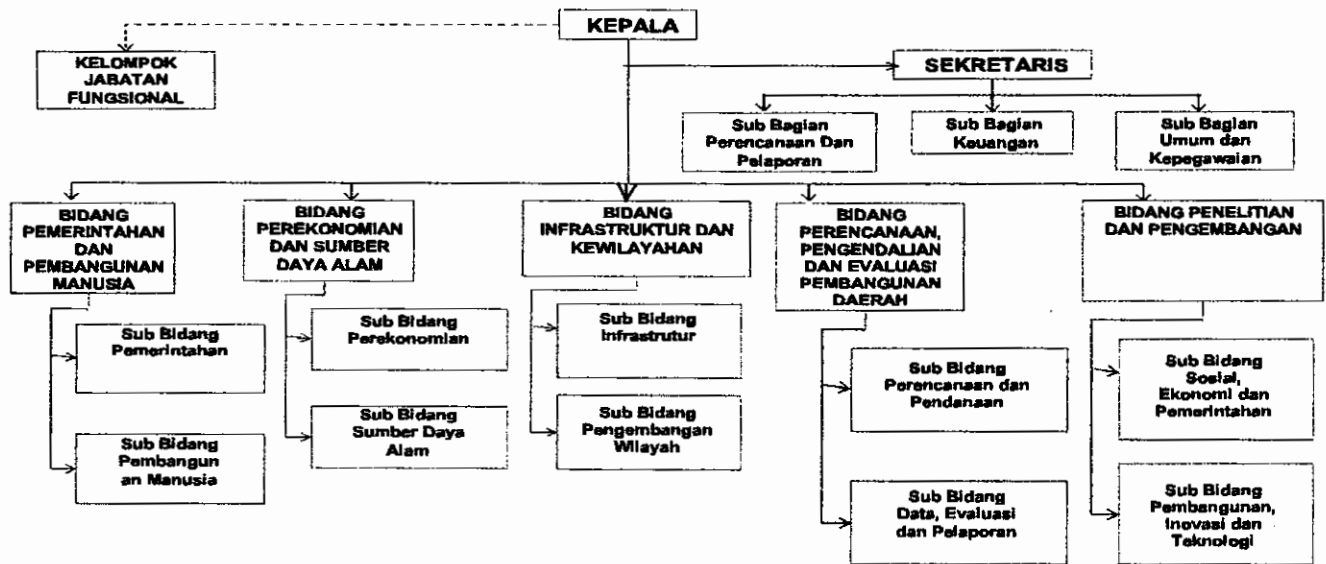 KEPALA
KELOMPOK
JABATAN
FUNGSIONAL
SEKRETARIS
Sub Bagian
Perencanaan Dan
Pelaporan
Sub Bagian
Keuangan
Sub Bagian
Umum dan
Kepegawaian
BIDANG
PEMERINTAHAN
DAN
PEMBANGUNAN
MANUSIA
BIDANG
PEREKONOMIAN
DAN SUMBER
DAYA ALAM
BIDANG
INFRASTRUKTUR DAN
KEWILAYAHAN
BIDANG
PERENCANAAN,
PENGENDALIAN
DAN EVALUASI
PEMBANGUNAN
DAERAH
BIDANG PENELITIAN
DAN PENGEMBANGAN
Sub Bidang
Pemerintahan
Sub Bidang
Pembangun
an Manusia
Sub Bidang
Perekonomian
Sub Bidang
Sumber Daya
Alam
Sub Bidang
Infrastrutur
Sub Bidang
Pengembangan
Wilayah
Sub Bidang
Perencanaan dan
Pendanaan
Sub Bidang
Data, Evaluasi
dan Pelaporan
Sub Bidang
Sosial,
Ekonomi dan
Pemerintahan
Sub Bidang
Pembangunan,
Inovasi dan
Teknologi